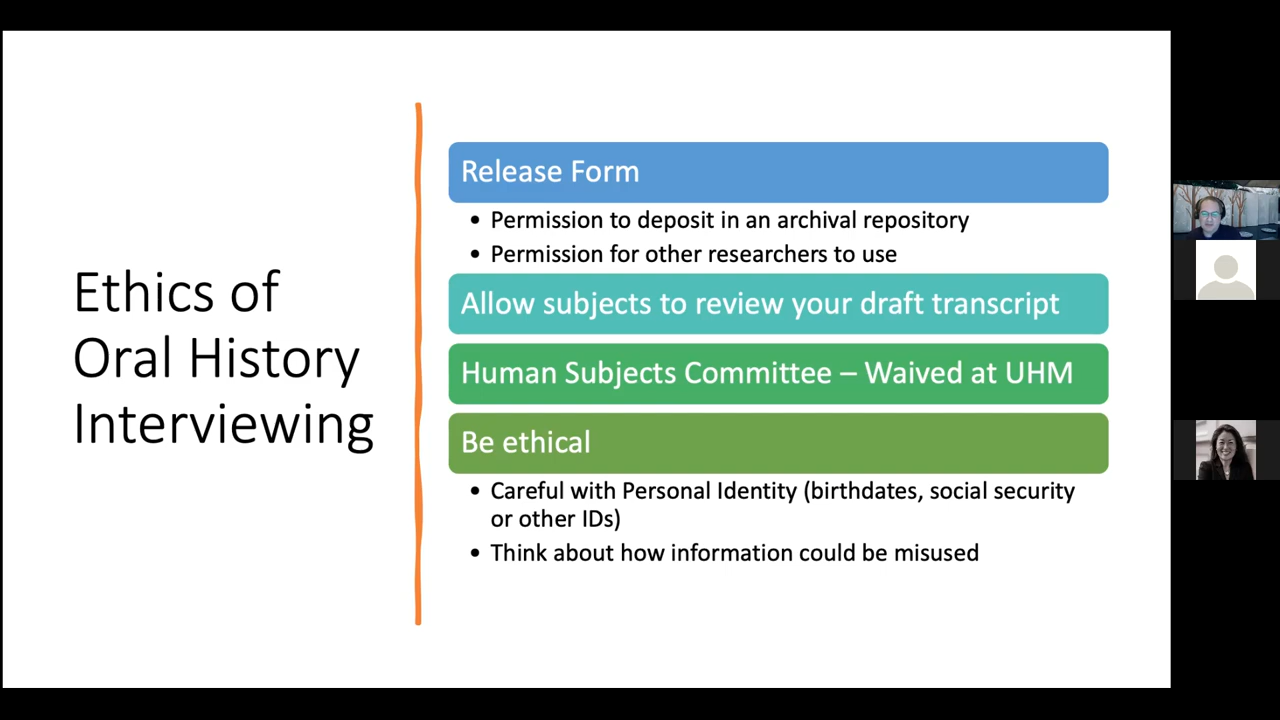 Ethics of
Oral History
Interviewing
Release Form
• Permission to deposit in an archival repository
• Permission for other researchers to use
Allow subjects to review your draft transcript
Human Subjects Committee – Waived at UHM
Be ethical
• Careful with Personal Identity (birthdates, social security
or other IDs)
• Think about how information could be misused